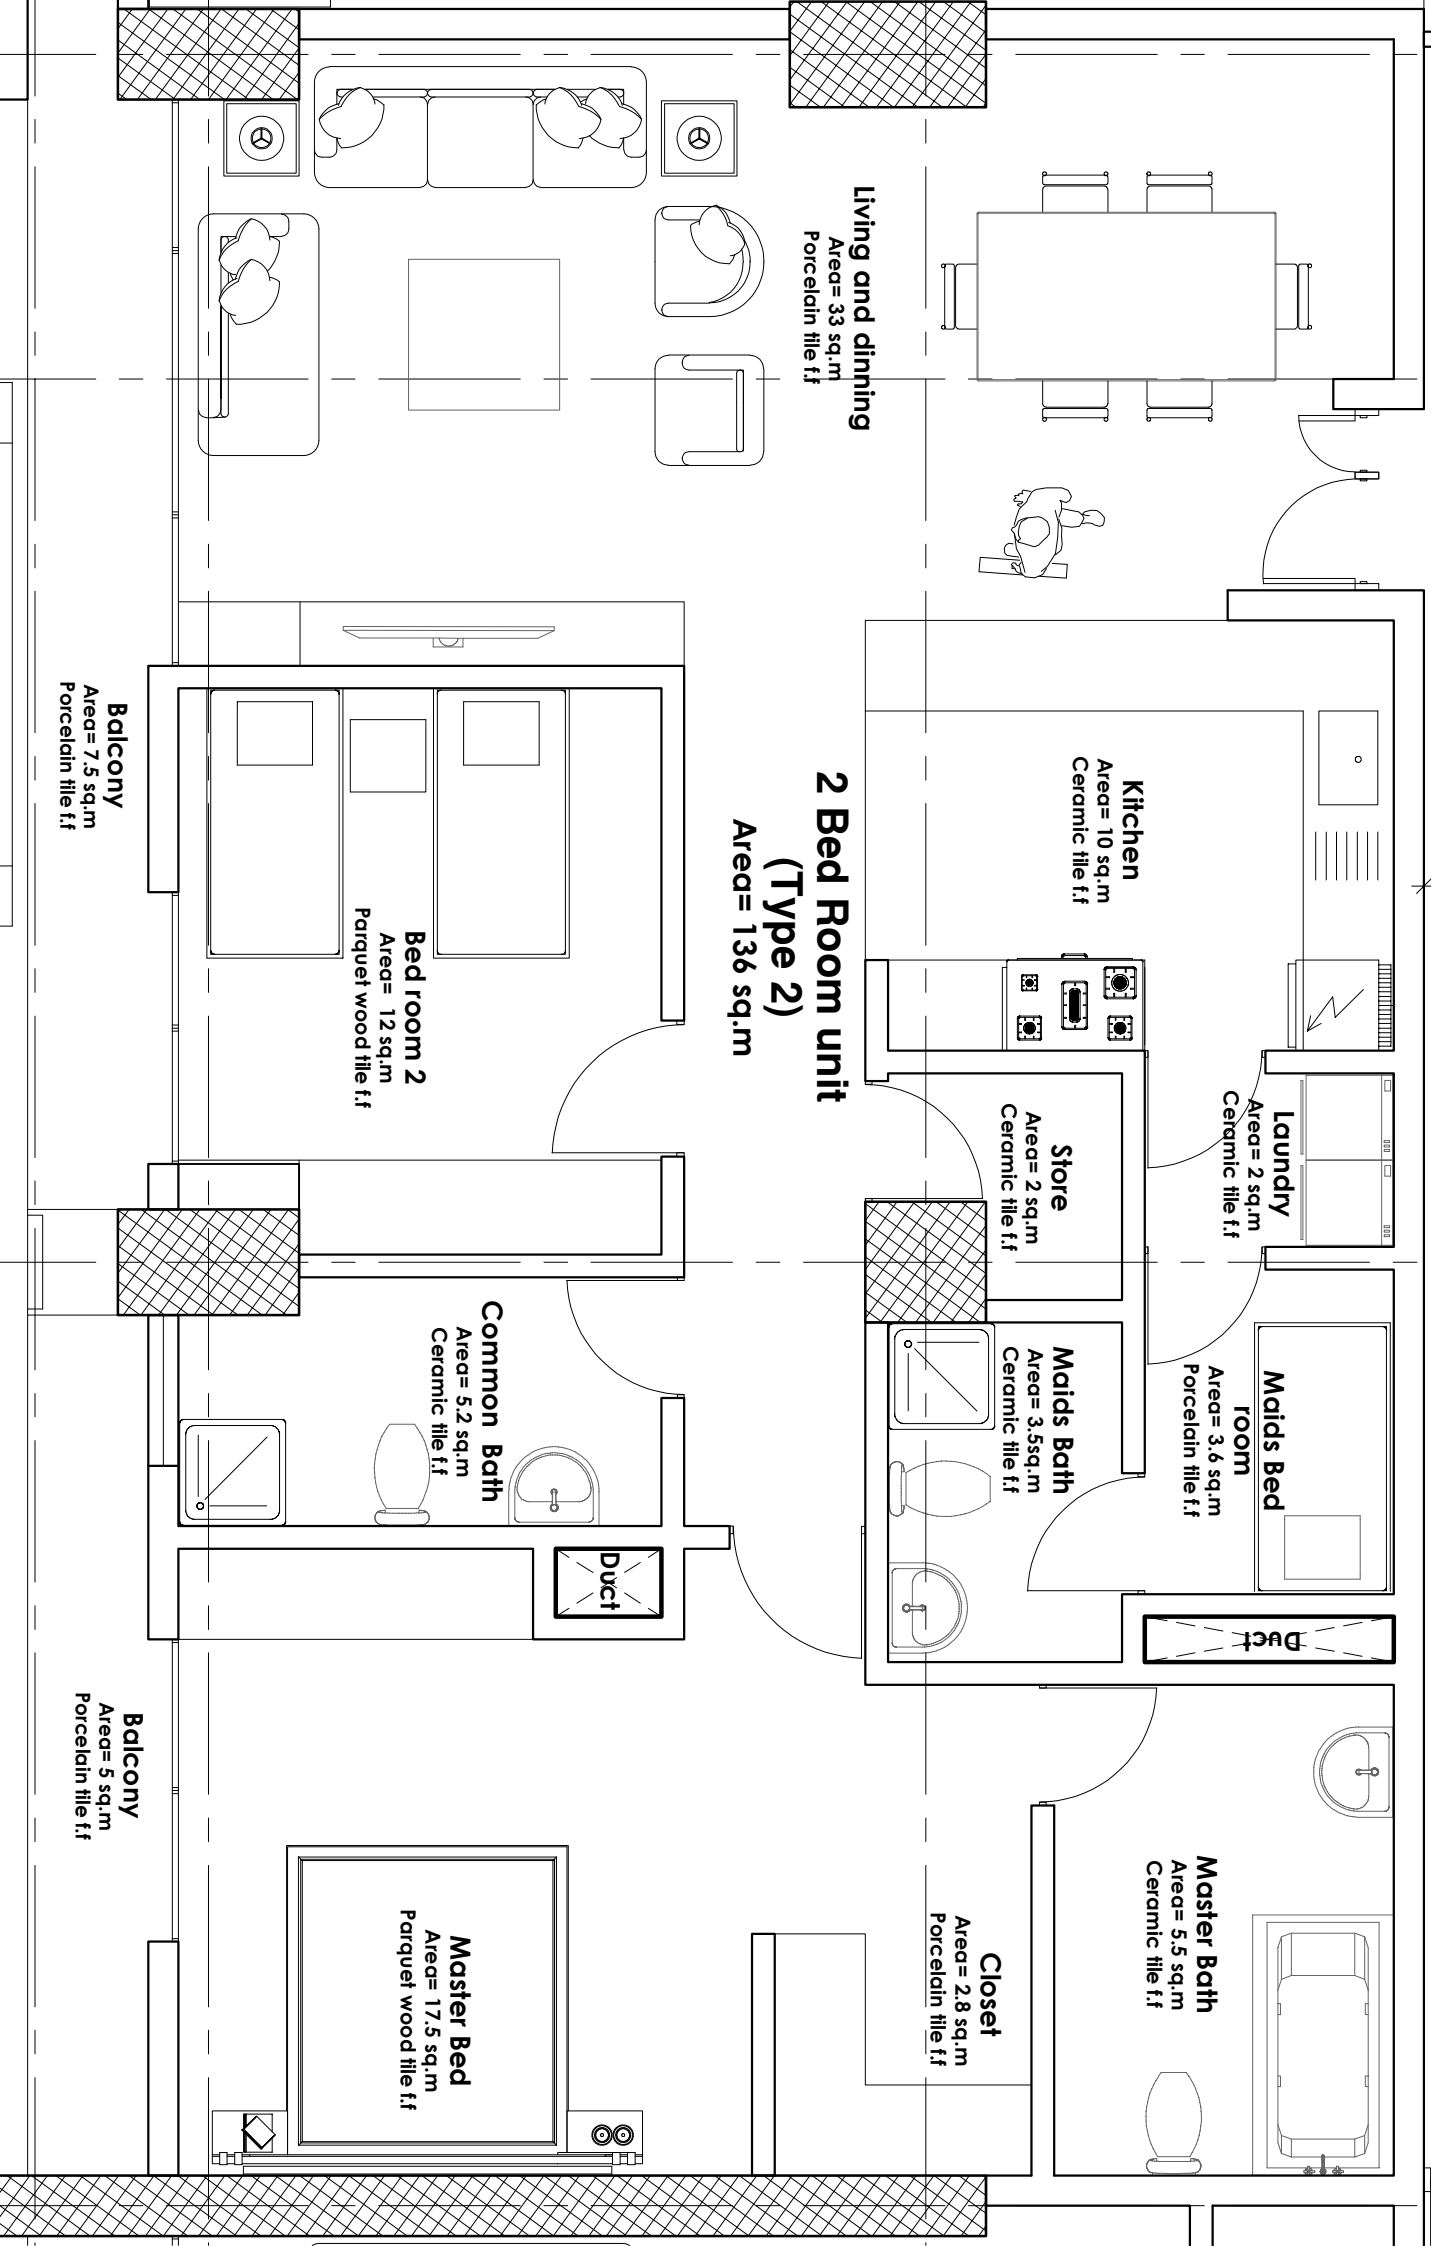 Living and dinning
Area= 33 sq.m
Porcelain tile f.f
Kitchen
Area= 10 sq.m
Ceramic tile f.f
2 Bed Room unit
(Type 2)
Area= 136 sq.m
Balcony
Area= 7.5 sq.m
Porcelain tile f.f
Bed room 2
Area= 12 sq.m
Parquet wood tile f.f
Laundry
Area= 2 sq.m
Ceramic tile f.f
Store
Area= 2 sq.m
Ceramic tile f.f
Maids Bed
room
Area= 3.6 sq.m
Porcelain tile f.f
Maids Bath
Area= 3.5sq.m
Ceramic tile f.f
Common Bath
Area= 5.2 sq.m
Ceramic tile f.f
Duct
Duct
Master Bath
Area= 5.5 sq.m
Ceramic tile f.f
Closet
Area= 2.8 sq.m
Porcelain tile f.f
Master Bed
Area= 17.5 sq.m
Parquet wood tile f.f
Balcony
Area= 5 sq.m
Porcelain tile f.f